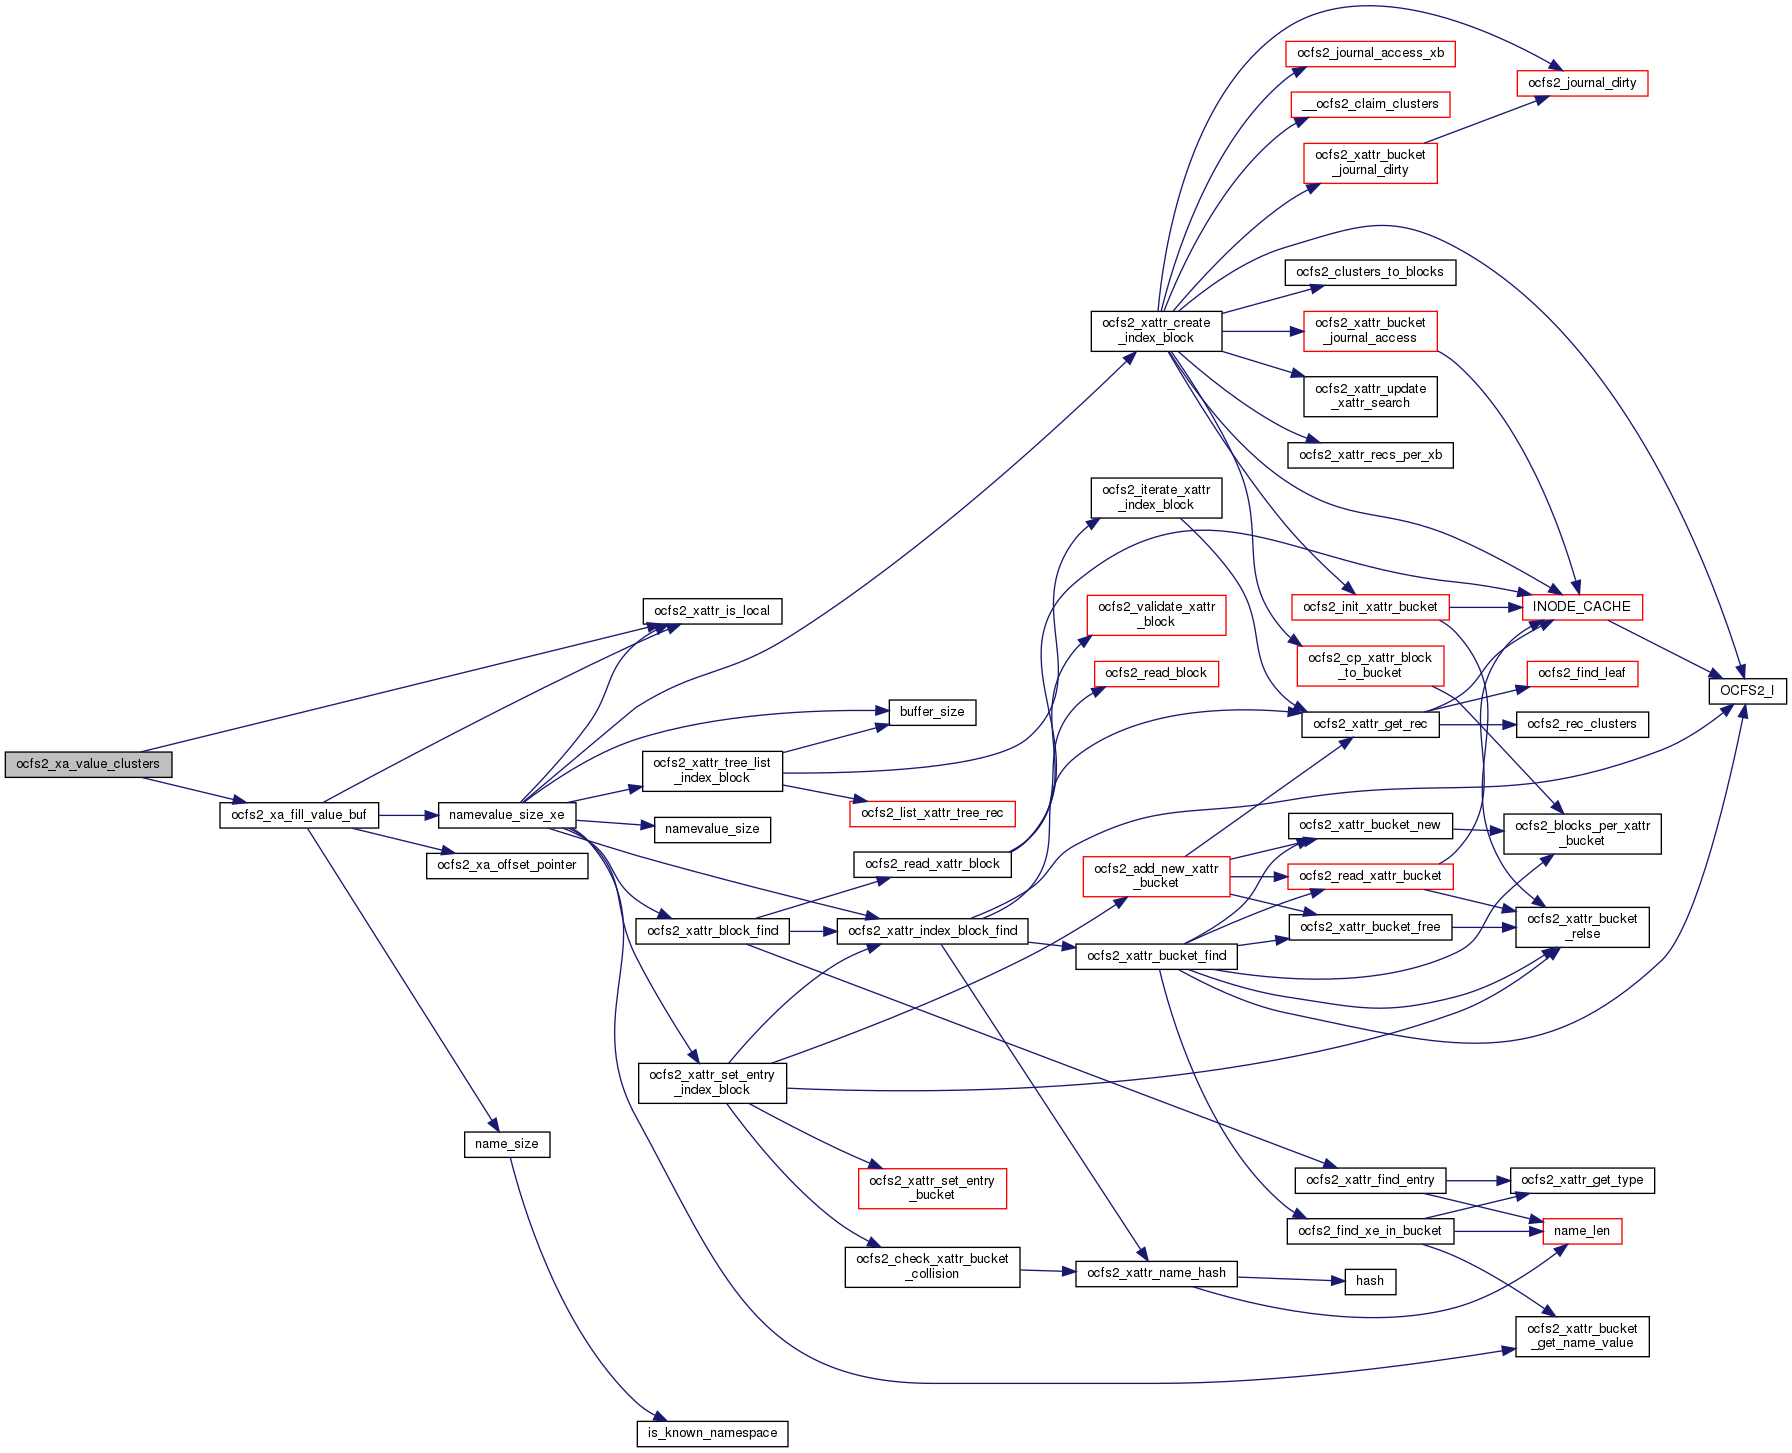 ocfs2_journal_access_xb
ocfs2_journal_dirty
__ocfs2_claim_clusters
ocfs2_xattr_bucket
_journal_dirty
ocfs2_clusters_to_blocks
ocfs2_xattr_create
_index_block
ocfs2_xattr_bucket
_journal_access
ocfs2_xattr_update
_xattr_search
ocfs2_xattr_recs_per_xb
ocfs2_iterate_xattr
_index_block
ocfs2_xattr_is_local
ocfs2_validate_xattr
_block
ocfs2_init_xattr_bucket
INODE_CACHE
ocfs2_cp_xattr_block
_to_bucket
ocfs2_read_block
ocfs2_find_leaf
OCFS2_I
buffer_size
ocfs2_xattr_get_rec
ocfs2_rec_clusters
ocfs2_xa_value_clusters
ocfs2_xattr_tree_list
_index_block
ocfs2_xa_fill_value_buf
namevalue_size_xe
ocfs2_list_xattr_tree_rec
namevalue_size
ocfs2_xattr_bucket_new
ocfs2_blocks_per_xattr
_bucket
ocfs2_xa_offset_pointer
ocfs2_read_xattr_block
ocfs2_add_new_xattr
_bucket
ocfs2_read_xattr_bucket
ocfs2_xattr_block_find
ocfs2_xattr_index_block_find
ocfs2_xattr_bucket_free
ocfs2_xattr_bucket
_relse
ocfs2_xattr_bucket_find
ocfs2_xattr_set_entry
_index_block
name_size
ocfs2_xattr_set_entry
_bucket
ocfs2_xattr_find_entry
ocfs2_xattr_get_type
ocfs2_find_xe_in_bucket
name_len
ocfs2_check_xattr_bucket
_collision
ocfs2_xattr_name_hash
hash
ocfs2_xattr_bucket
_get_name_value
is_known_namespace